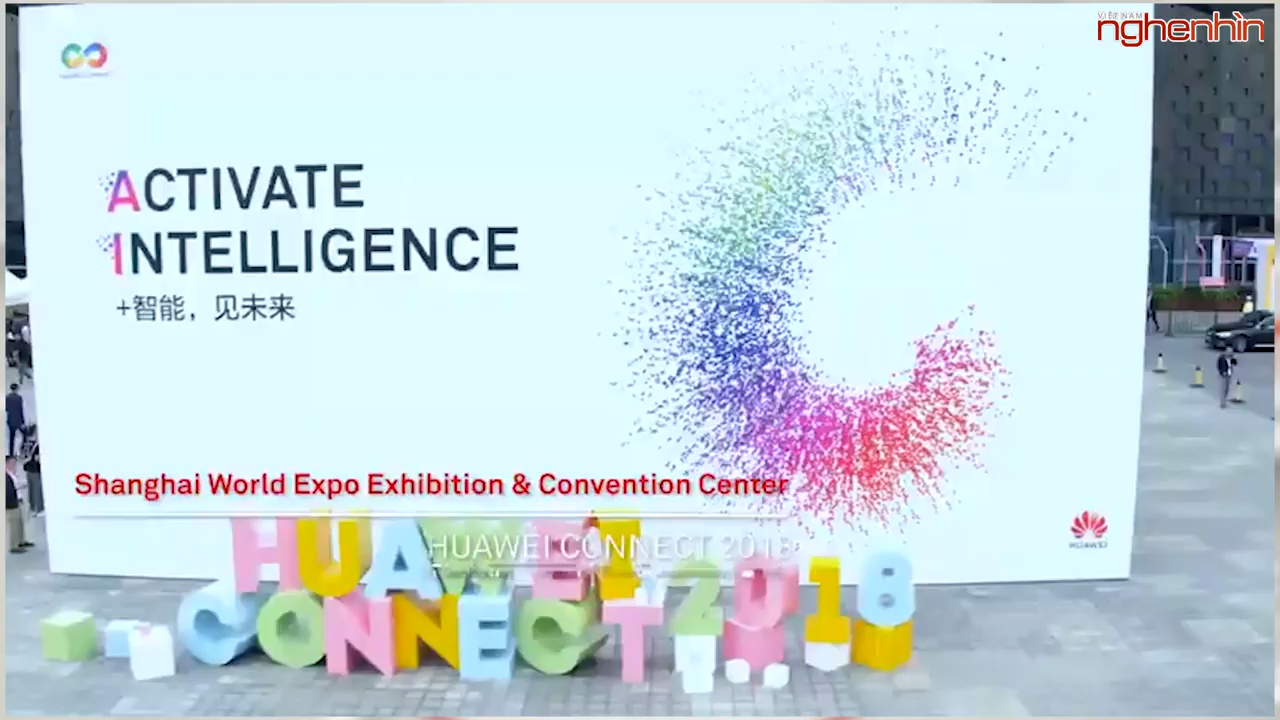 VIỆT NAM
nghenhìn
ACTIVATE
INTELLIGENCE
+智能，见未来
Shanghai World Expo Exhibition & Convention Center
HUAWEI CONNECT 2018
HUAWEI
HUAWEI
CONNECT 2018